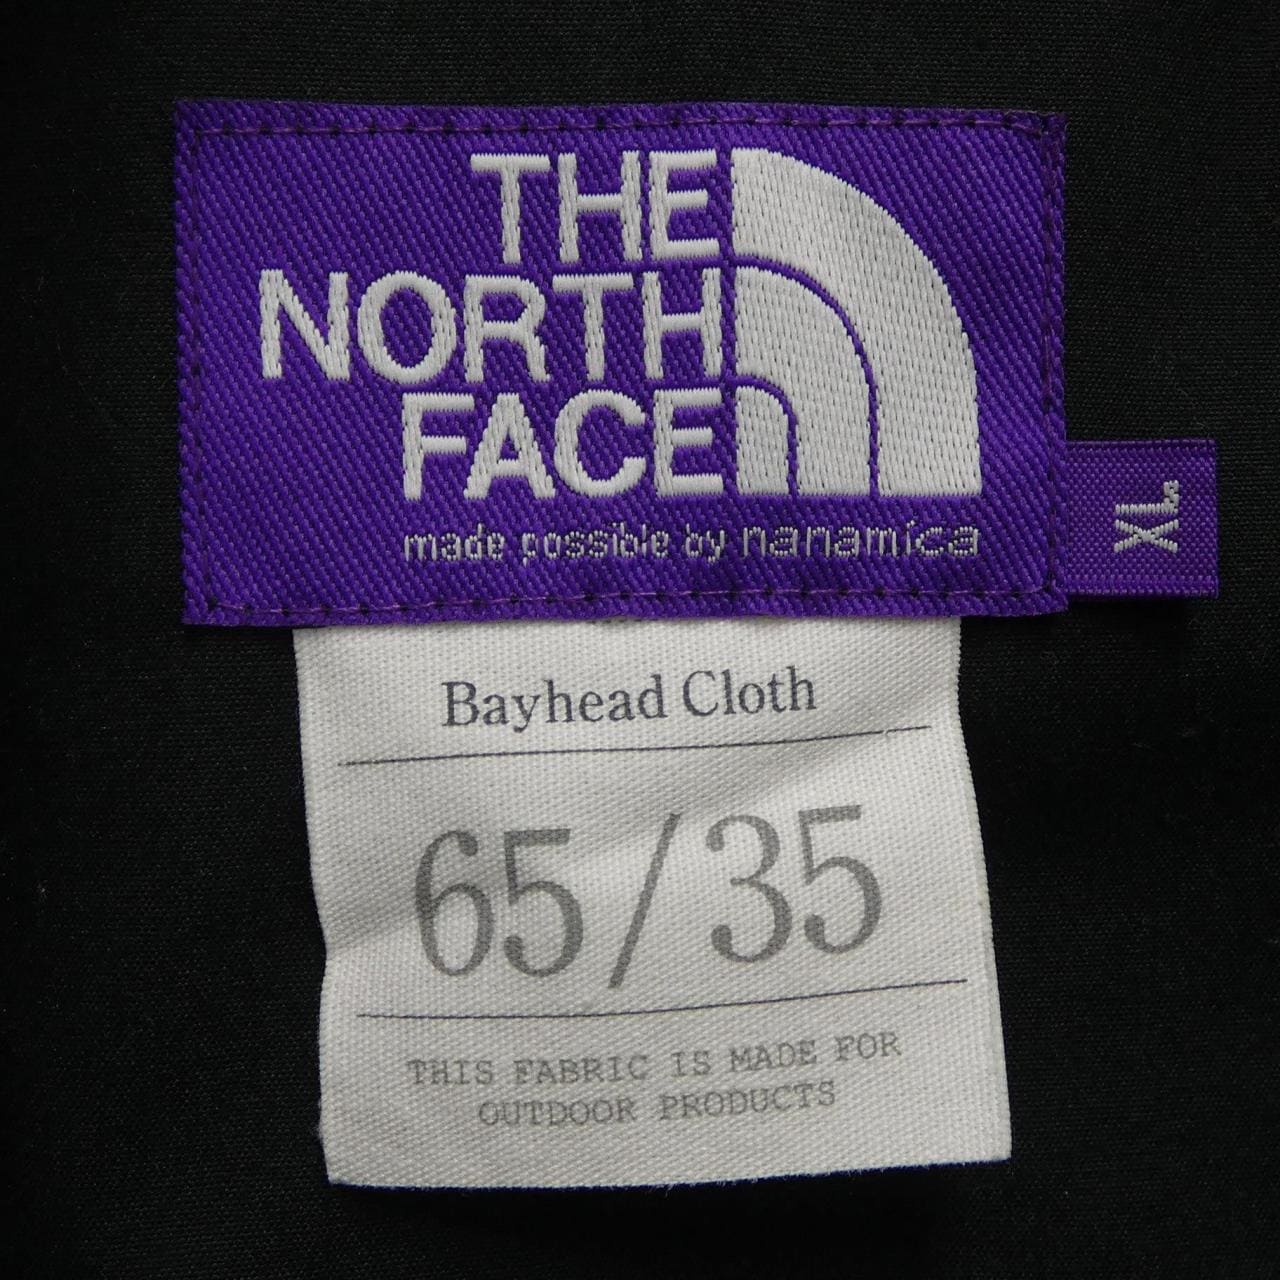 THE
NORTH
FACE
made possible by nanamica
XL
Bayhead Cloth
65/35
THIS FABRIC IS MADE FOR
OUTDOOR PRODUCTS